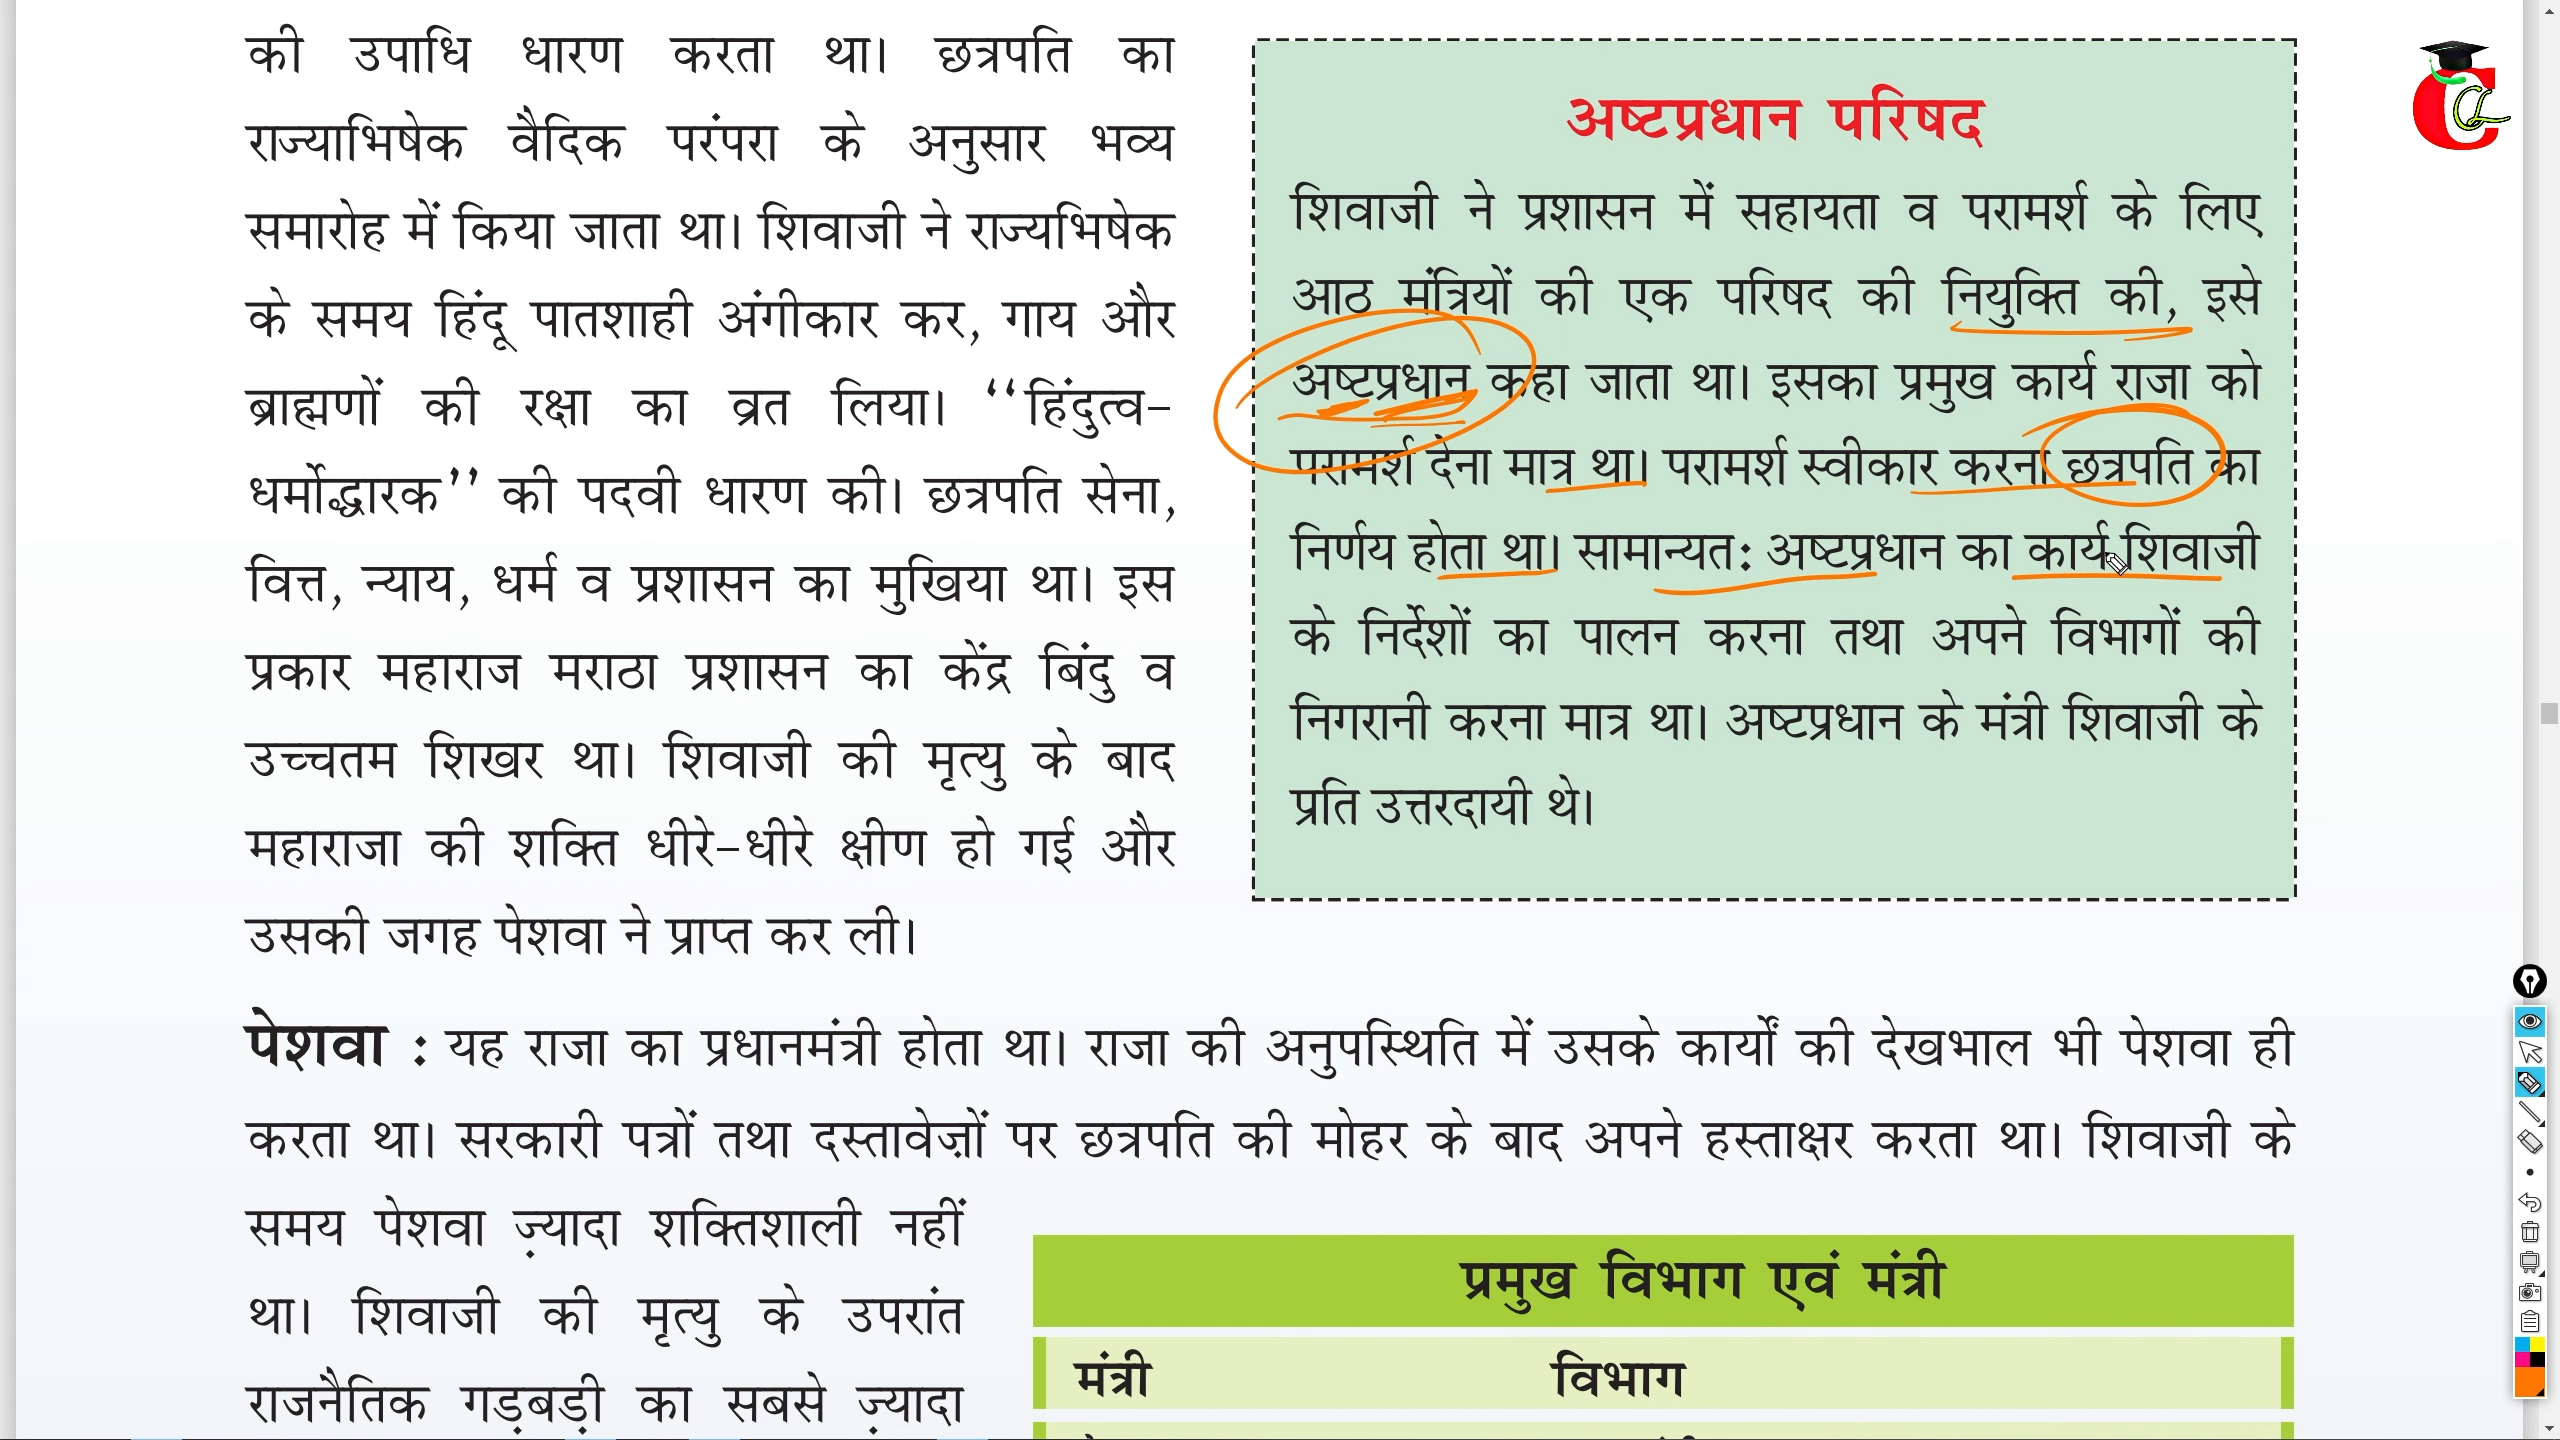 की उपाधि धारण करता था। छत्रपति का
राज्याभिषेक वैदिक परंपरा के अनुसार भव्य
समारोह में किया जाता था। शिवाजी ने राज्यभिषेक
के समय हिंदू पातशाही अंगीकार कर, गाय और
ब्राह्मणों की रक्षा का व्रत लिया। ‘‘हिंदुत्व-
धर्मोद्धारक’’ की पदवी धारण की। छत्रपति सेना,
वित्त, न्याय, धर्म व प्रशासन का मुखिया था। इस
प्रकार महाराज मराठा प्रशासन का केंद्र बिंदु व
उच्चतम शिखर था। शिवाजी की मृत्यु के बाद
महाराजा की शक्ति धीरे-धीरे क्षीण हो गई और
उसकी जगह पेशवा ने प्राप्त कर ली।
अष्टप्रधान परिषद
शिवाजी ने प्रशासन में सहायता व परामर्श के लिए
आठ मंत्रियों की एक परिषद की नियुक्ति की, इसे
अष्टप्रधान कहा जाता था। इसका प्रमुख कार्य राजा को
परामर्श देना मात्र था। परामर्श स्वीकार करना छत्रपति का
निर्णय होता था। सामान्यत: अष्टप्रधान का कार्य शिवाजी
के निर्देशों का पालन करना तथा अपने विभागों की
निगरानी करना मात्र था। अष्टप्रधान के मंत्री शिवाजी के
प्रति उत्तरदायी थे।
पेशवा : यह राजा का प्रधानमंत्री होता था। राजा की अनुपस्थिति में उसके कार्यों की देखभाल भी पेशवा ही
करता था। सरकारी पत्रों तथा दस्तावेज़ों पर छत्रपति की मोहर के बाद अपने हस्ताक्षर करता था। शिवाजी के
समय पेशवा ज़्यादा शक्तिशाली नहीं
था। शिवाजी की मृत्यु के उपरांत
राजनैतिक गड़बड़ी का सबसे ज़्यादा
प्रमुख विभाग एवं मंत्री
मंत्री विभाग